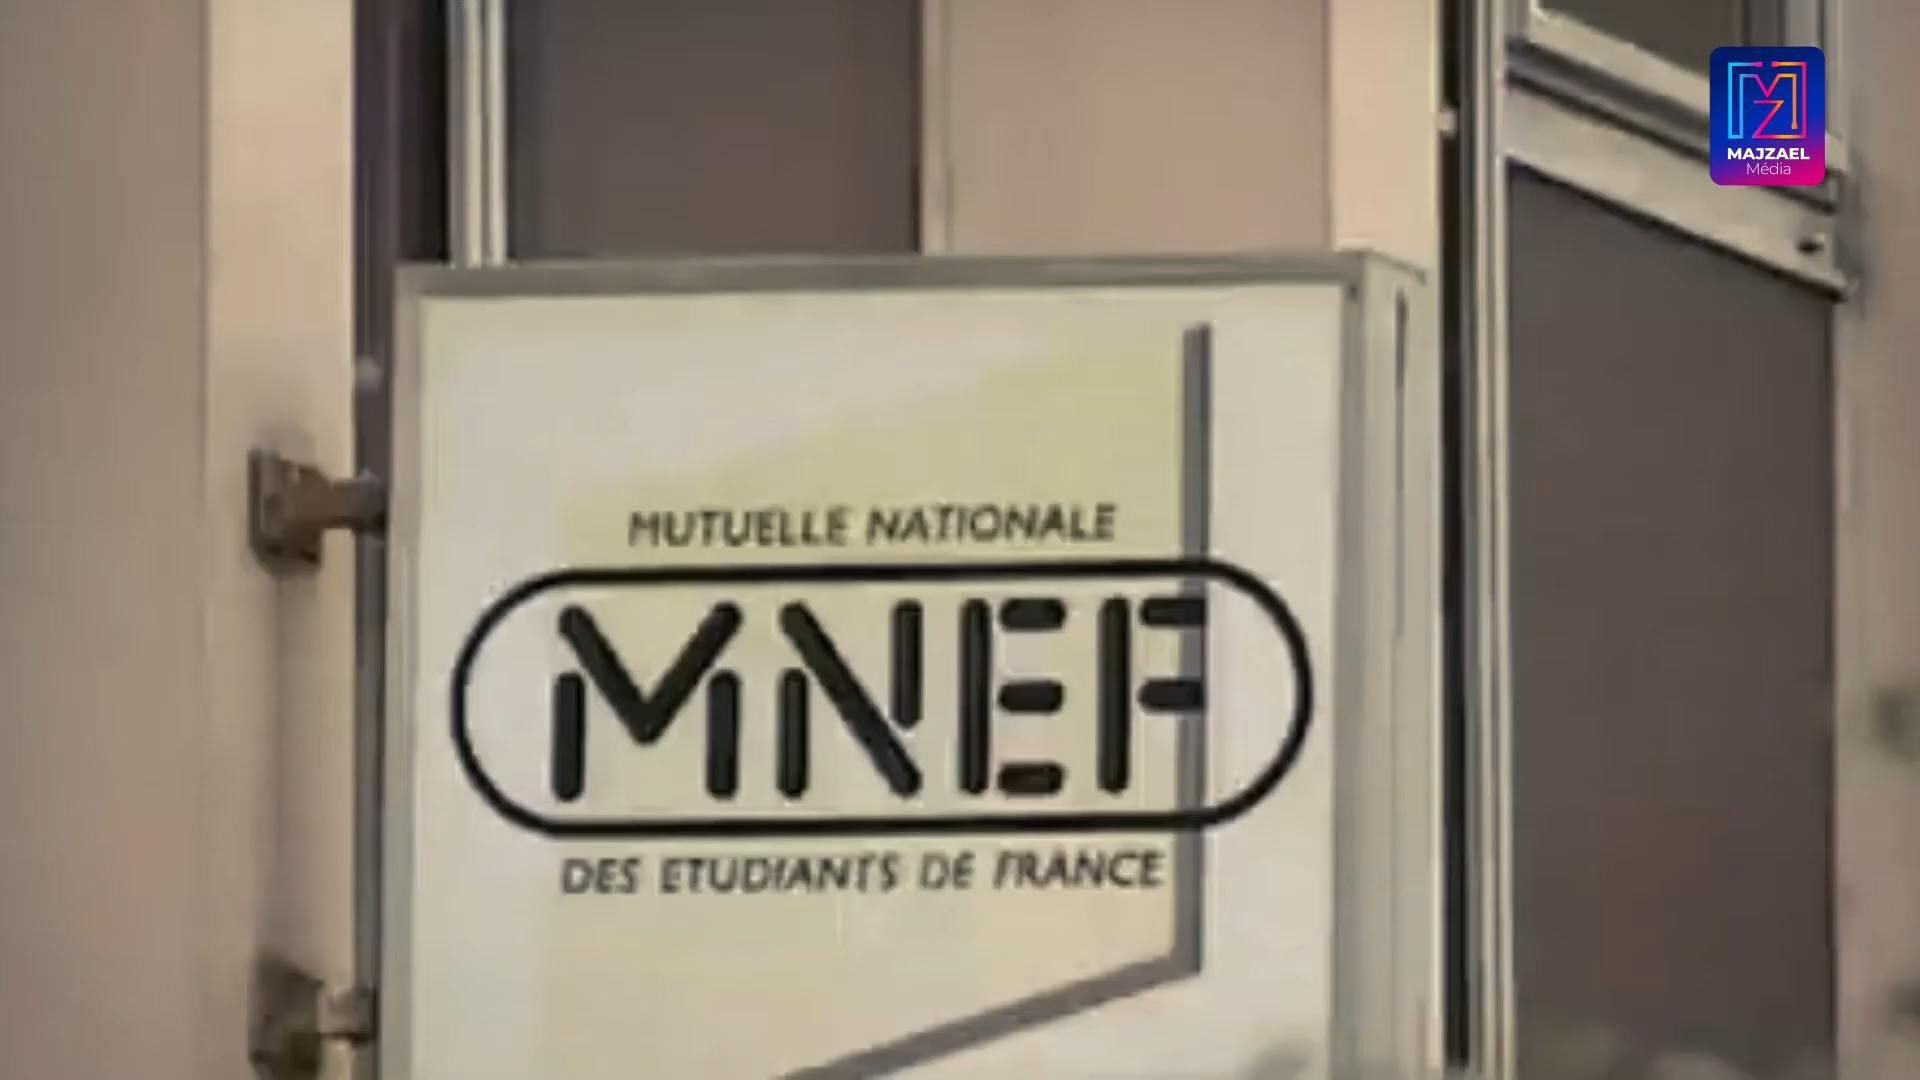 MAJZAEL
Média
MUTUELLE NATIONALE
MNEF
DES ETUDIANTS DE FRANCE